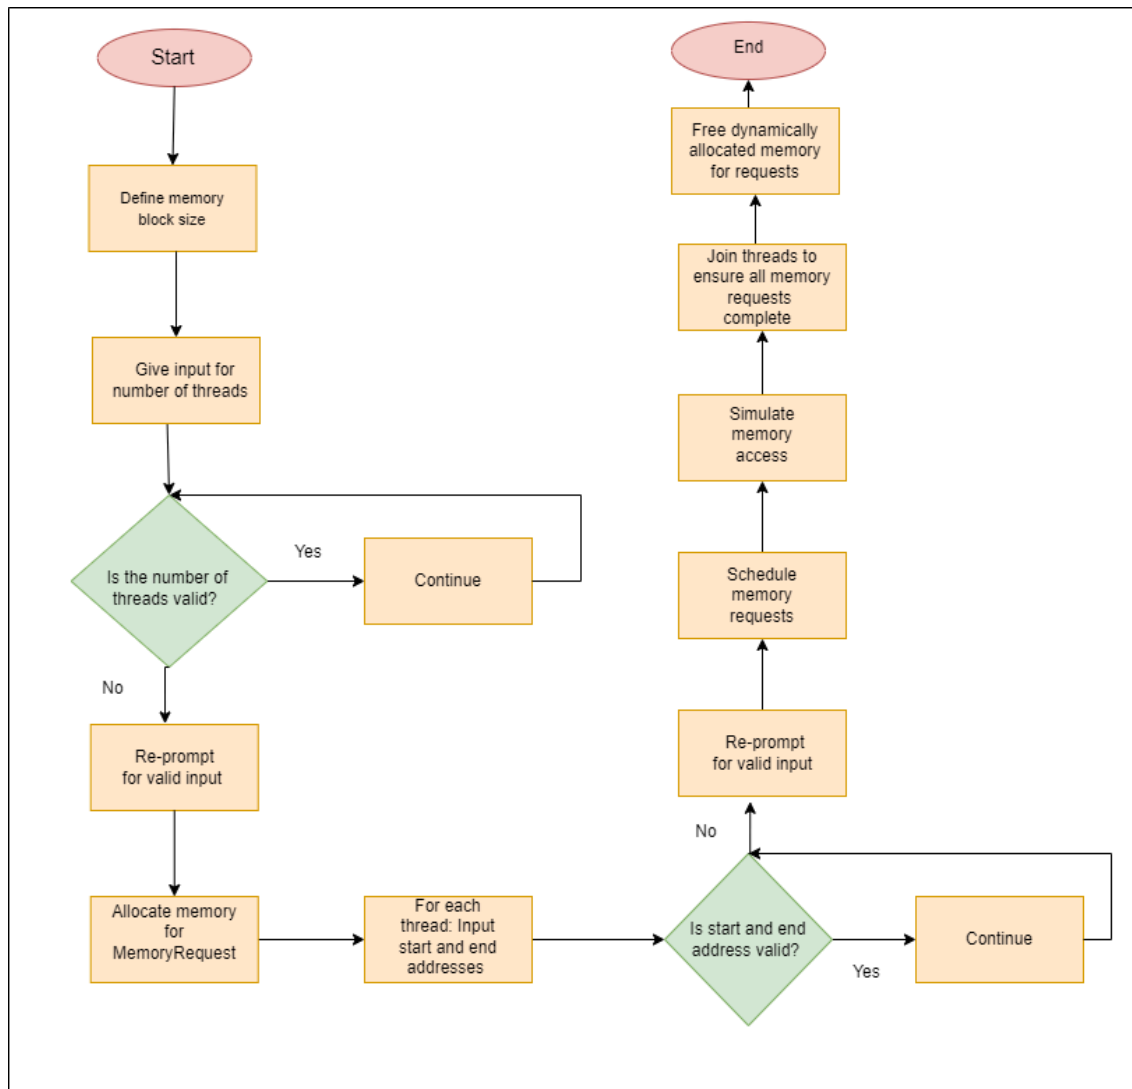 Start
Define memory
block size
Give input for
number of threads
Is the number of
threads valid?
Yes
Continue
No
Re-prompt
for valid input
Allocate memory
for
MemoryRequest
For each
thread: Input
start and end
addresses
Is start and end
address valid?
Yes
Continue
No
Re-prompt
for valid input
Schedule
memory
requests
Simulate
memory
access
Join threads to
ensure all memory
requests
complete
Free dynamically
allocated memory
for requests
End